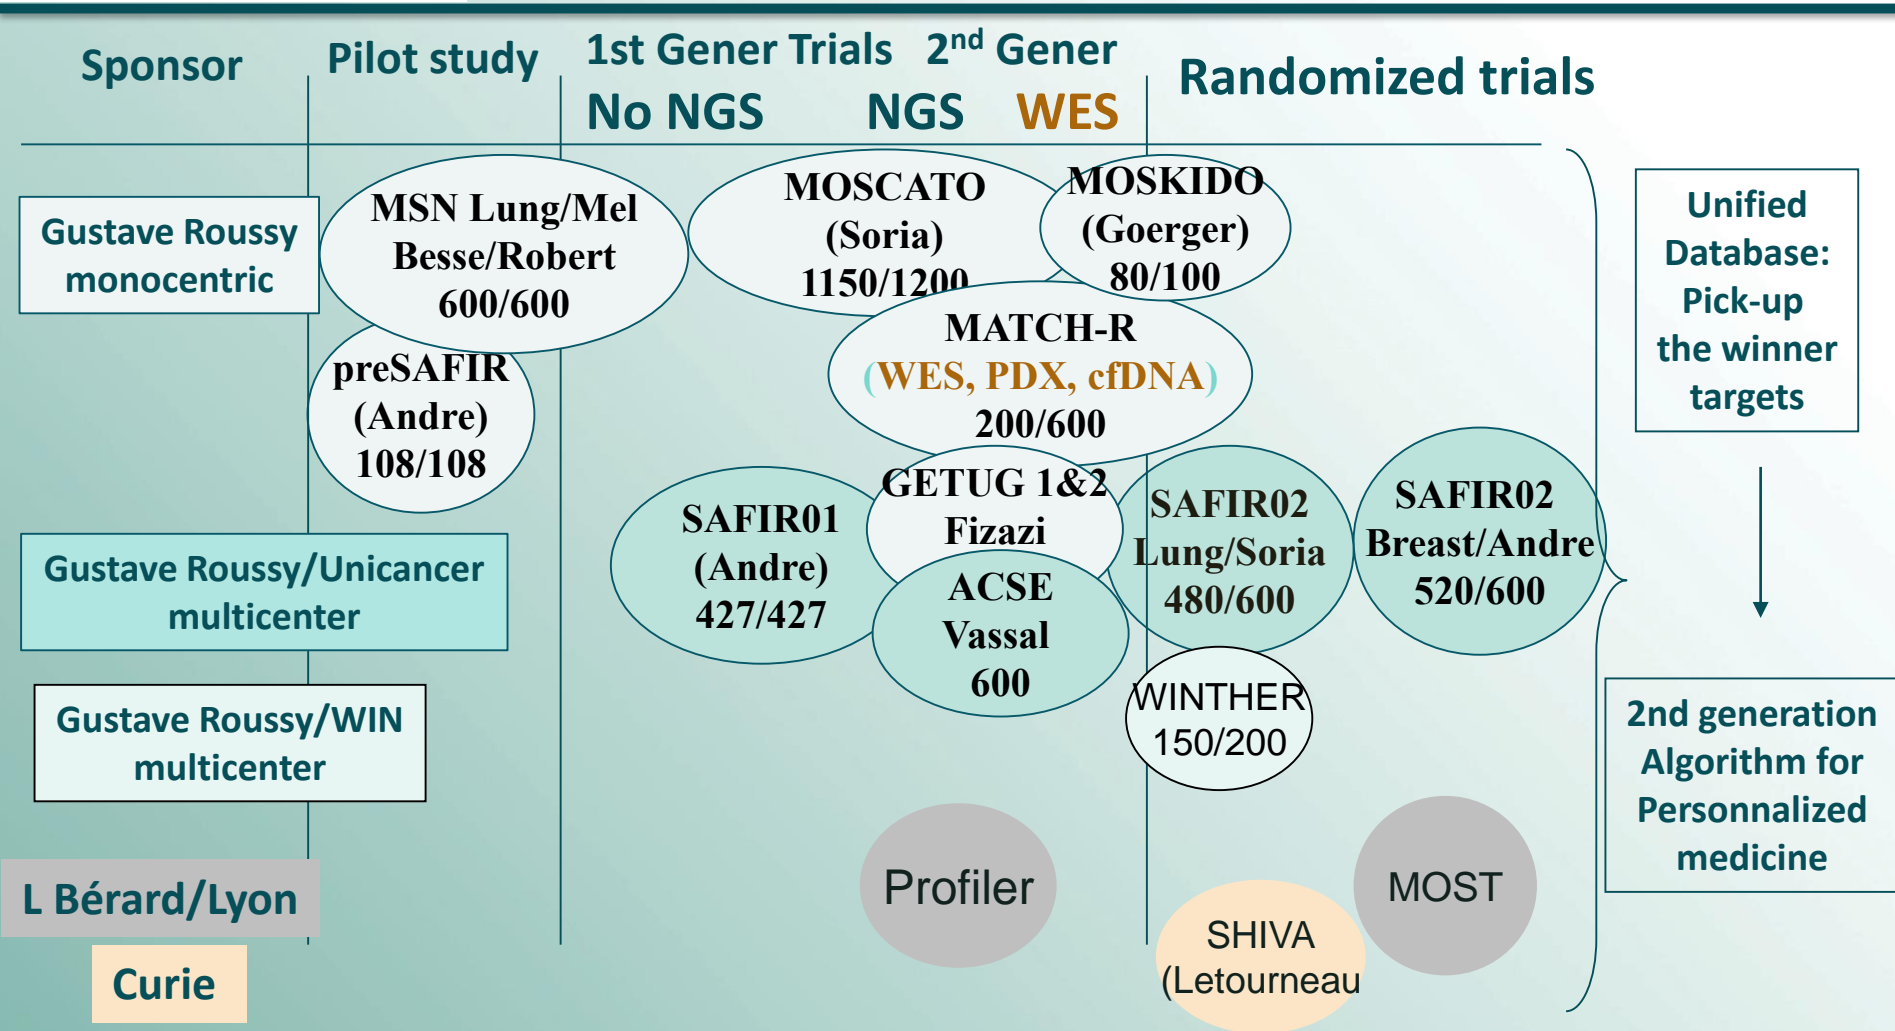 Sponsor
Pilot study
1st Gener Trials 2nd Gener
No NGS NGS WES
Randomized trials
Gustave Roussy
monocentric
MSN Lung/Mel
Besse/Robert
600/600
MOSCATO
(Soria)
1150/1200
MOSKIDO
(Goerger)
80/100
preSAFIR
(Andre)
108/108
MATCH-R
(WES, PDX, cfDNA)
200/600
Gustave Roussy/Unicancer
multicenter
SAFIR01
(Andre)
427/427
GETUG 1&2
Fizazi
ACSE
Vassal
600
SAFIR02
Lung/Soria
480/600
SAFIR02
Breast/Andre
520/600
Gustave Roussy/WIN
multicenter
WINTHER
150/200
L Bérard/Lyon
Profiler
MOST
Curie
SHIVA
(Letourneau
Unified
Database:
Pick-up
the winner
targets
2nd generation
Algorithm for
Personnalized
medicine